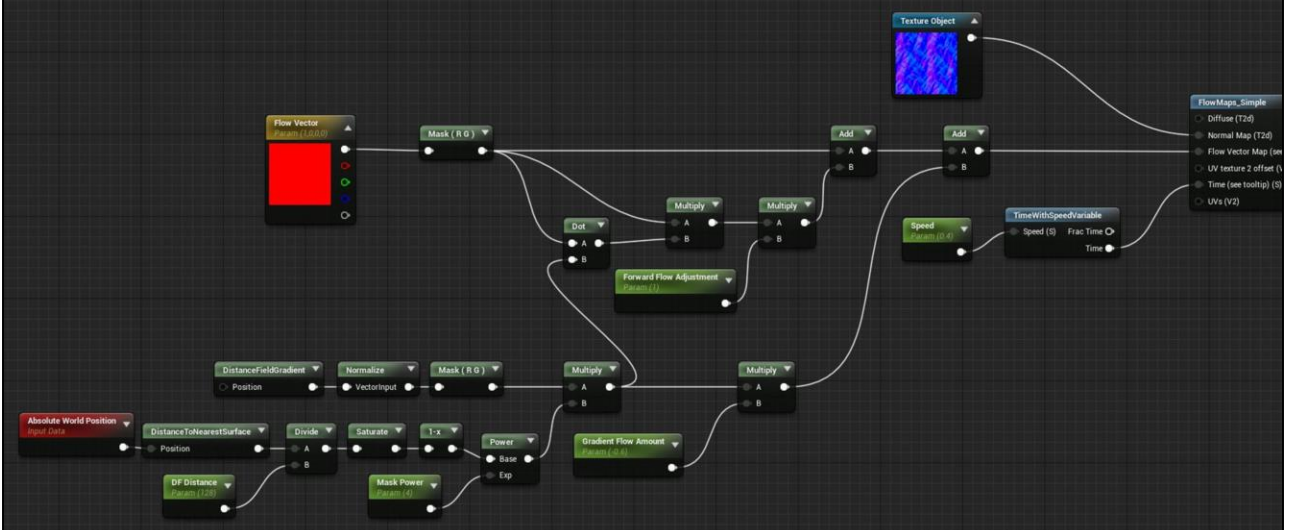 Texture Object
FlowMaps_Simple
Diffuse (T2d)
Normal Map (T2d)
Flow Vector Map (see
UV texture 2 offset (V
Time (see tooltip) (S)
UVs (V2)
Flow Vector
Param (1,0,0,0)
Mask ( R G )
Add
A
B
Add
A
B
Multiply
A
B
Multiply
A
B
Dot
A
B
Forward Flow Adjustment
Param (1)
Speed
Param (0.4)
TimeWithSpeedVariable
Speed (S)
Frac Time
Time
DistanceFieldGradient
Position
Normalize
VectorInput
Mask ( R G )
Multiply
A
B
Multiply
A
B
Absolute World Position
Input Data
DistanceToNearestSurface
Position
Divide
A
B
Saturate
1-x
Power
Base
Exp
Gradient Flow Amount
Param (-0.6)
DF Distance
Param (128)
Mask Power
Param (4)